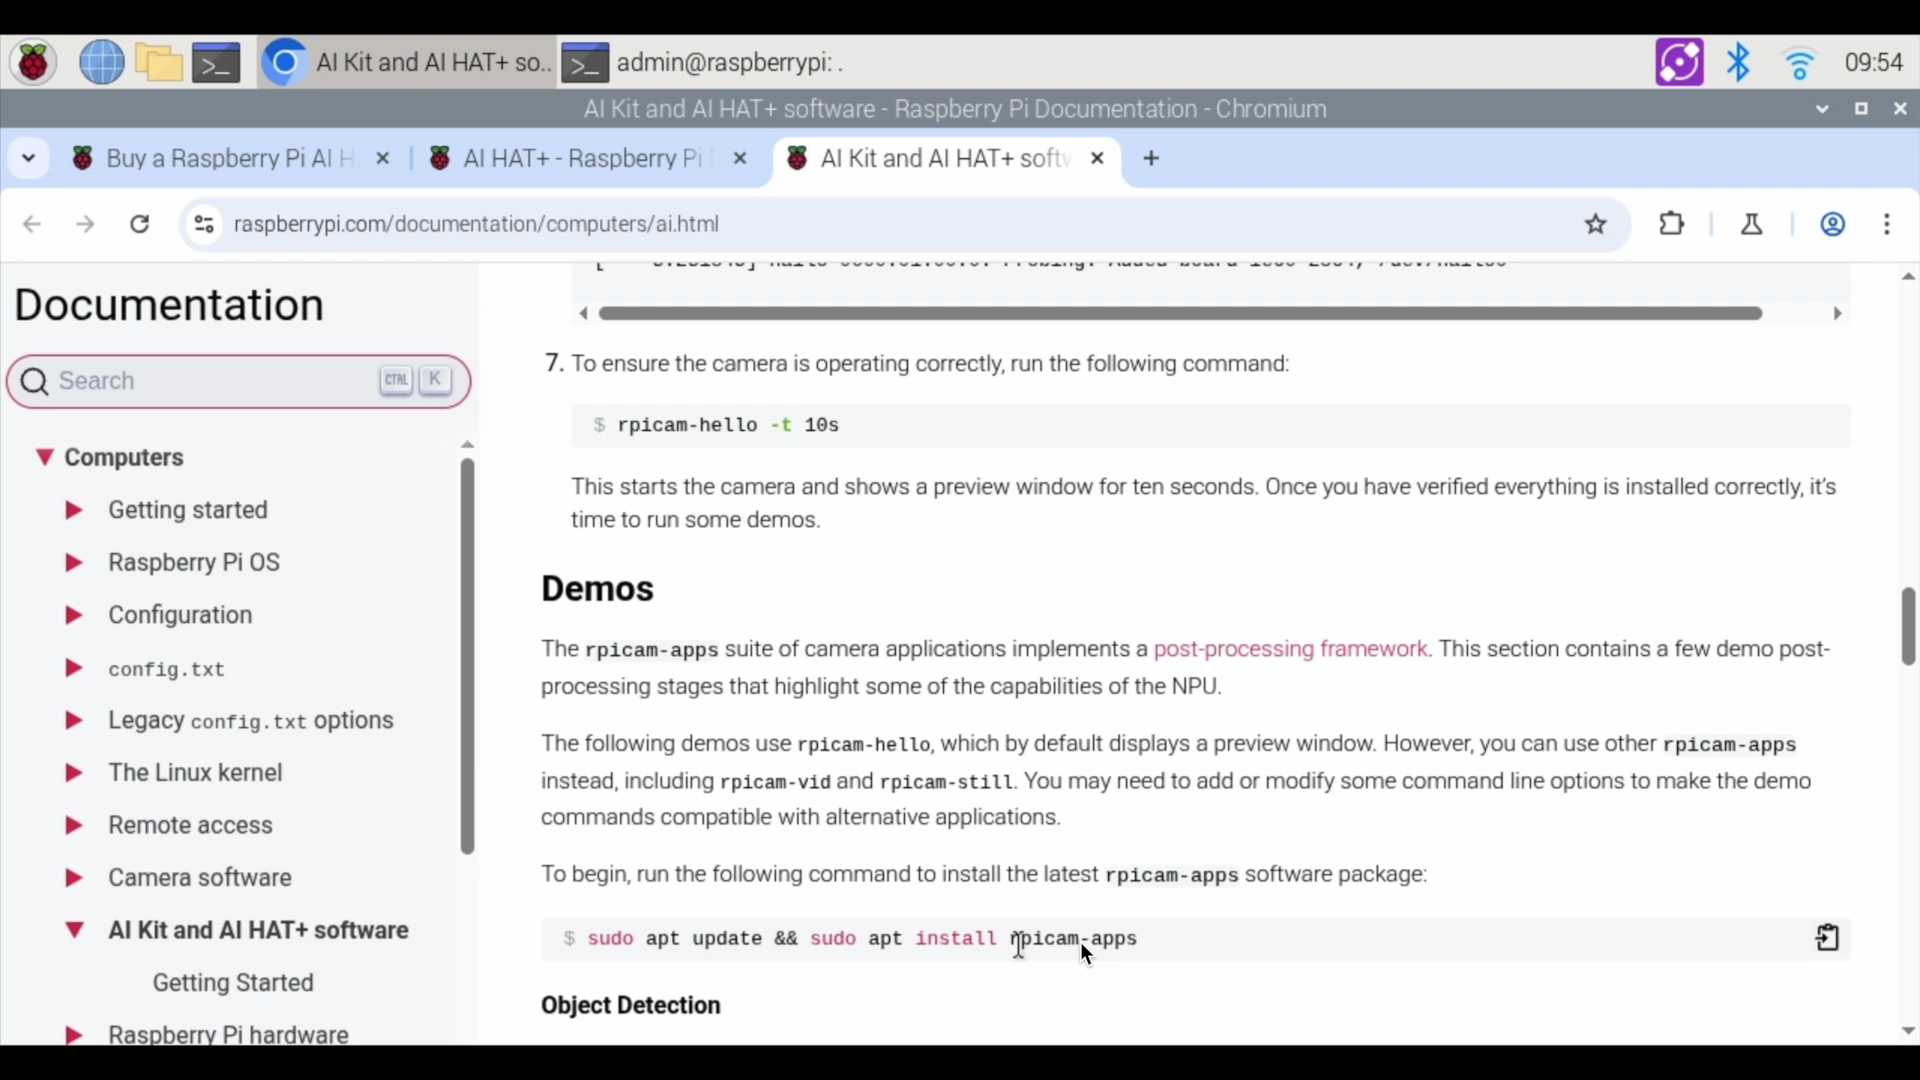 AI Kit and AI HAT+ so..
admin@raspberrypi: .
09:54
AI Kit and AI HAT+ software - Raspberry Pi Documentation - Chromium
Buy a Raspberry Pi AI H
AI HAT+ - Raspberry Pi
AI Kit and AI HAT+ softw
raspberrypi.com/documentation/computers/ai.html
Documentation
Search
CTRL K
Computers
Getting started
Raspberry Pi OS
Configuration
config.txt
Legacy config.txt options
The Linux kernel
Remote access
Camera software
AI Kit and AI HAT+ software
Getting Started
Raspberry Pi hardware
7. To ensure the camera is operating correctly, run the following command:
$ rpicam-hello -t 10s
This starts the camera and shows a preview window for ten seconds. Once you have verified everything is installed correctly, it's
time to run some demos.
Demos
The rpicam-apps suite of camera applications implements a post-processing framework. This section contains a few demo post-
processing stages that highlight some of the capabilities of the NPU.
The following demos use rpicam-hello, which by default displays a preview window. However, you can use other rpicam-apps
instead, including rpicam-vid and rpicam-still. You may need to add or modify some command line options to make the demo
commands compatible with alternative applications.
To begin, run the following command to install the latest rpicam-apps software package:
$ sudo apt update && sudo apt install rpicam-apps
Object Detection